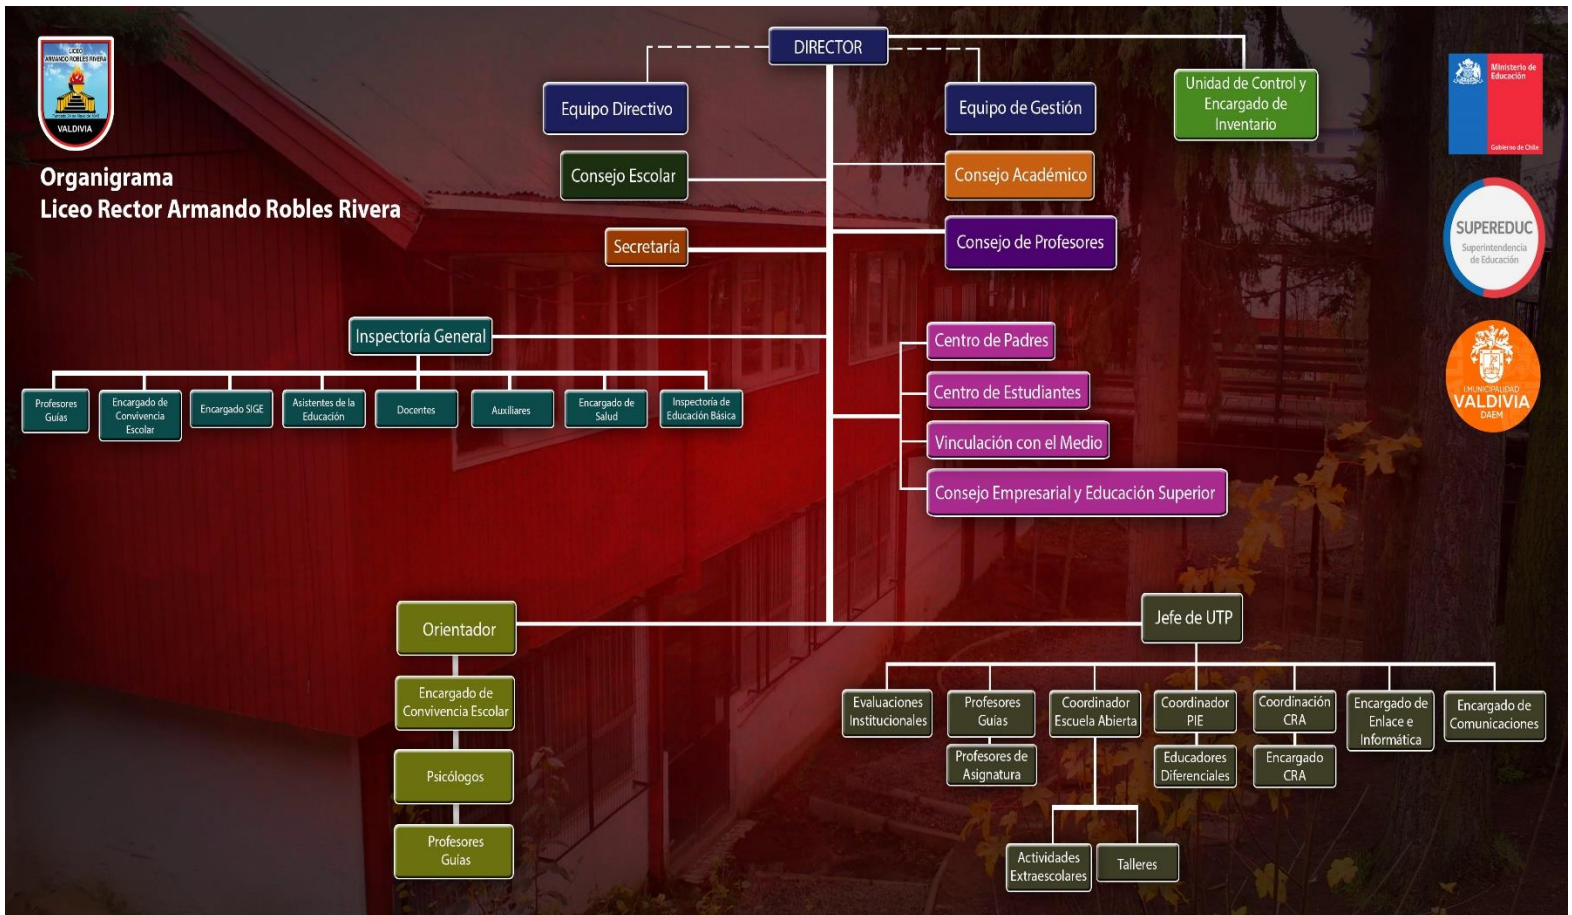 LICEO
ARMANDO ROBLES RIVERA
VALDIVIA
Organigrama
Liceo Rector Armando Robles Rivera
DIRECTOR
Equipo Directivo
Equipo de Gestión
Unidad de Control y
Encargado de
Inventario
Consejo Escolar
Consejo Académico
Secretaría
Consejo de Profesores
Ministerio de
Educación
Gobierno de Chile
SUPEREDUC
Superintendencia
de Educación
I.MUNICIPALIDAD
VALDIVIA
DAEM
Inspectoría General
Profesores
Guías
Encargado de
Convivencia
Escolar
Encargado SIGE
Asistentes de la
Educación
Docentes
Auxiliares
Encargado de
Salud
Inspectoría de
Educación Básica
Centro de Padres
Centro de Estudiantes
Vinculación con el Medio
Consejo Empresarial y Educación Superior
Orientador
Encargado de
Convivencia Escolar
Psicólogos
Profesores
Guías
Jefe de UTP
Evaluaciones
Institucionales
Profesores
Guías
Profesores de
Asignatura
Coordinador
Escuela Abierta
Actividades
Extraescolares
Talleres
Coordinador
PIE
Educadores
Diferenciales
Coordinación
CRA
Encargado
CRA
Encargado de
Enlace e
Informática
Encargado de
Comunicaciones